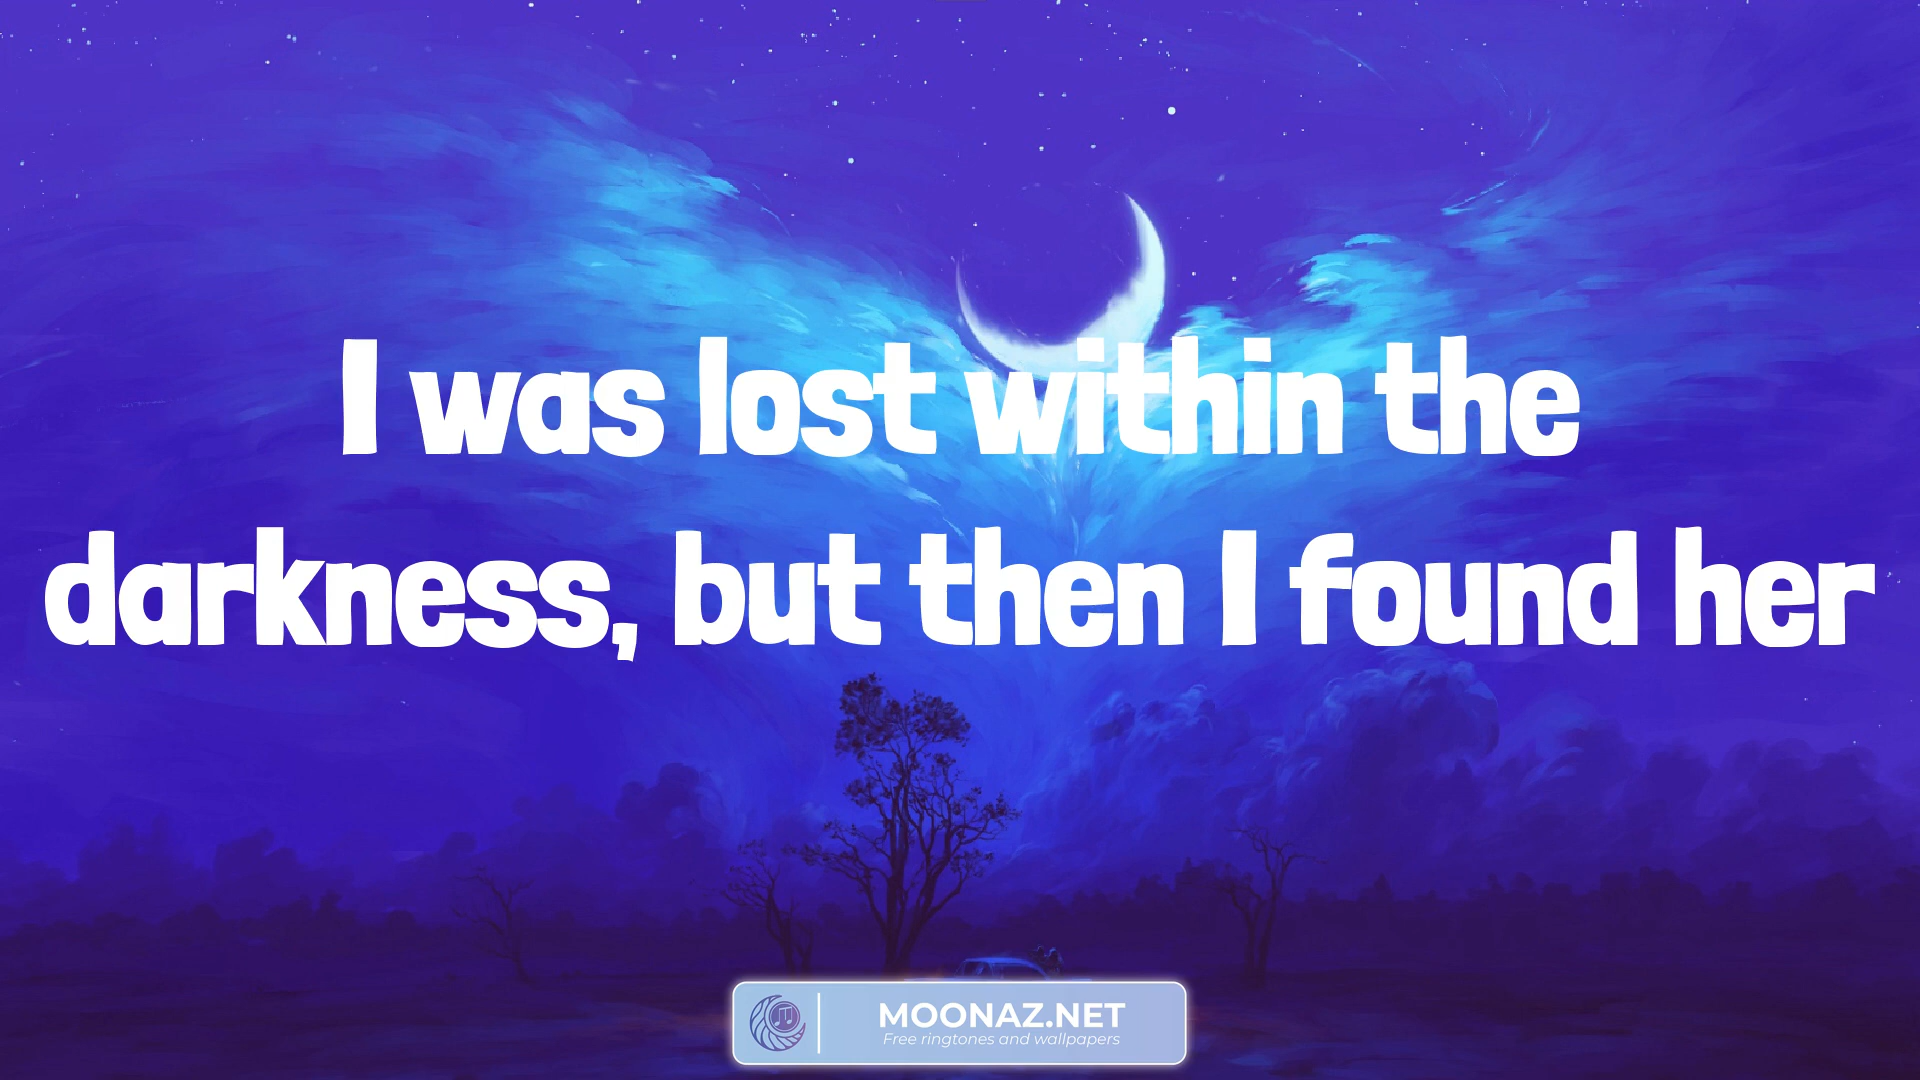 I was lost within the
darkness, but then I found her
MOONAZ.NET
Free ringtones and wallpapers